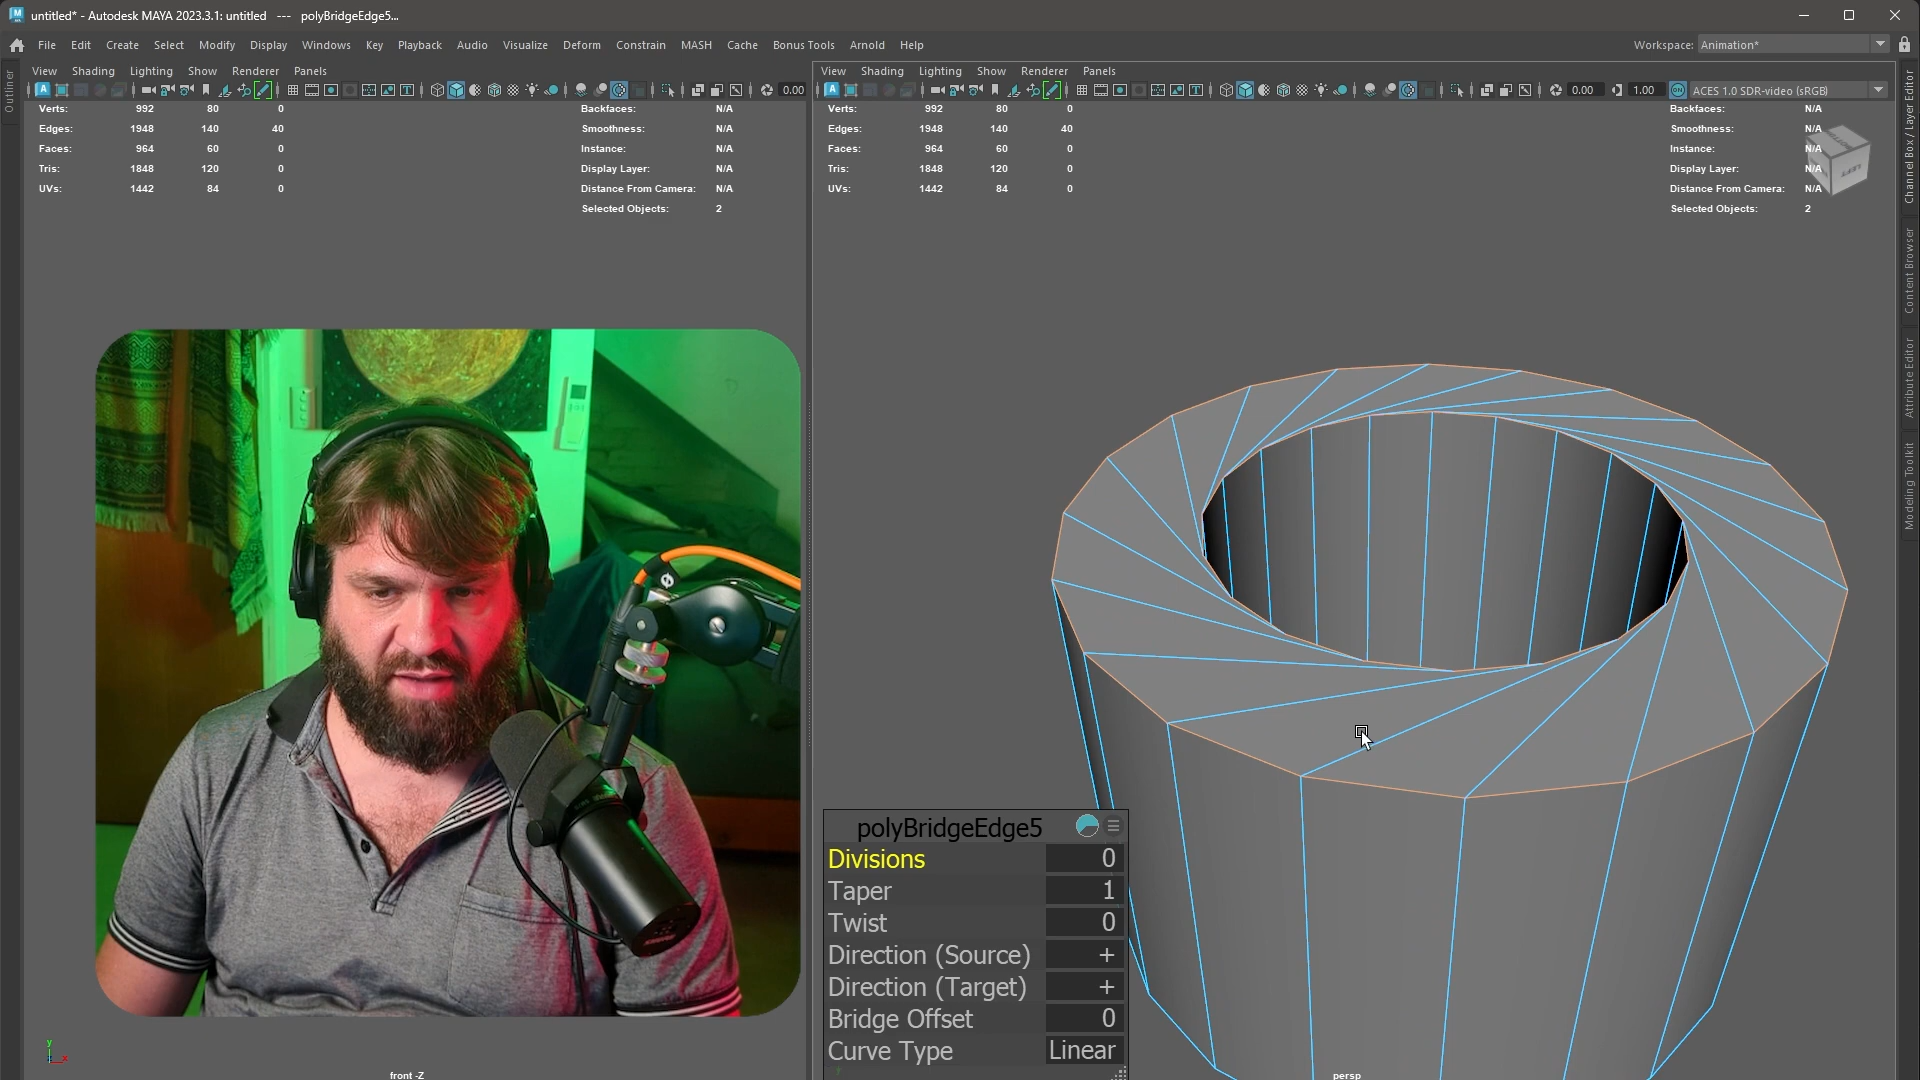 untitled* - Autodesk MAYA 2023.3.1: untitled --- polyBridgeEdge5...
File Edit Create Select Modify Display Windows Key Playback Audio Visualize Deform Constrain MASH Cache Bonus Tools Arnold Help
Workspace: Animation*
Outliner
View Shading Lighting Show Renderer Panels
0.00
Verts: 992 80 0
Edges: 1948 140 40
Faces: 964 60 0
Tris: 1848 120 0
UVs: 1442 84 0
Backfaces: N/A
Smoothness: N/A
Instance: N/A
Display Layer: N/A
Distance From Camera: N/A
Selected Objects: 2
y
x
front -Z
View Shading Lighting Show Renderer Panels
0.00 1.00 ACES 1.0 SDR-video (sRGB)
Verts: 992 80 0
Edges: 1948 140 40
Faces: 964 60 0
Tris: 1848 120 0
UVs: 1442 84 0
Backfaces: N/A
Smoothness: N/A
Instance: N/A
Display Layer: N/A
Distance From Camera: N/A
Selected Objects: 2
polyBridgeEdge5
Divisions 0
Taper 1
Twist 0
Direction (Source) +
Direction (Target) +
Bridge Offset 0
Curve Type Linear
persp
Channel Box / Layer Editor
Content Browser
Attribute Editor
Modeling Toolkit